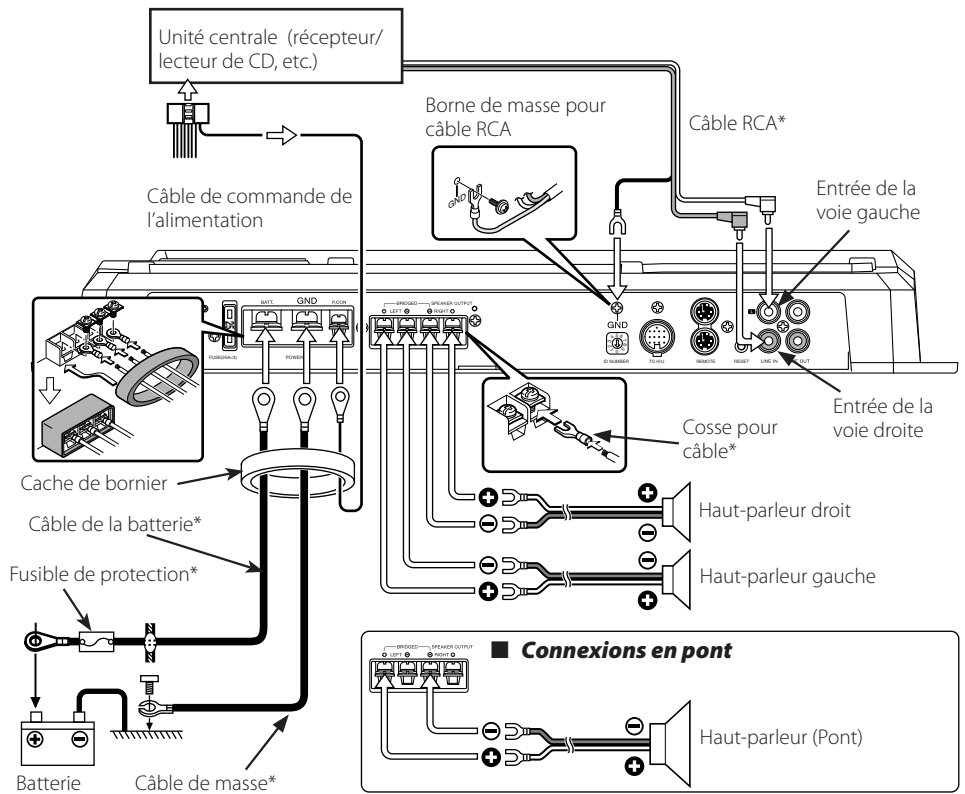 Unité centrale (récepteur/
lecteur de CD, etc.)
Borne de masse pour
câble RCA
Câble RCA*
Câble de commande de
l'alimentation
Entrée de la
voie gauche
GND
BATT.
GND
P.CON
BRIDGED
SPEAKER OUTPUT
LEFT
RIGHT
GND
FUSE(25A×3)
POWER
ID NUMBER
TO H/U
REMOTE
RESET
LINE IN
OUT
Entrée de la
voie droite
Cosse pour
câble*
Cache de bornier
Câble de la batterie*
Haut-parleur droit
Fusible de protection*
Haut-parleur gauche
■ Connexions en pont
BRIDGED
SPEAKER OUTPUT
LEFT
RIGHT
Haut-parleur (Pont)
Batterie
Câble de masse*